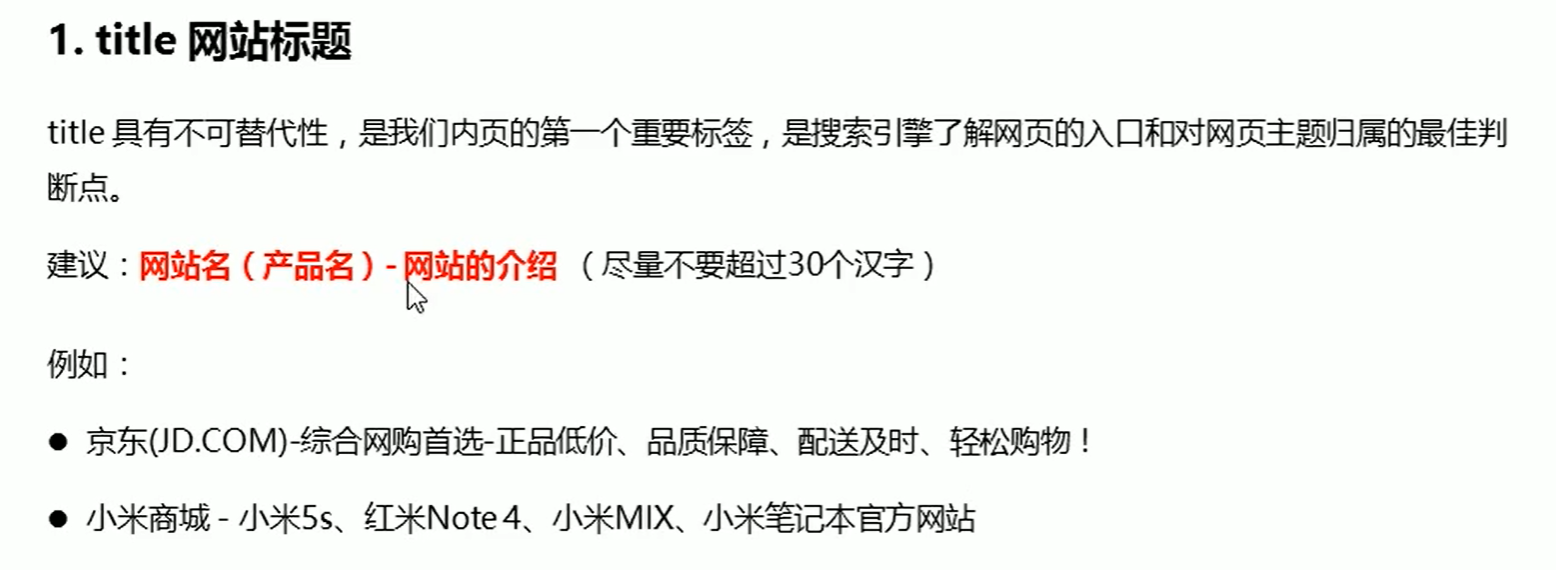 1. title 网站标题
title 具有不可替代性，是我们内页的第一个重要标签，是搜索引擎了解网页的入口和对网页主题归属的最佳判
断点。
建议：网站名（产品名）- 网站的介绍 （尽量不要超过30个汉字）
例如：
● 京东(JD.COM)-综合网购首选-正品低价、品质保障、配送及时、轻松购物！
● 小米商城 - 小米5s、红米Note 4、小米MIX、小米笔记本官方网站